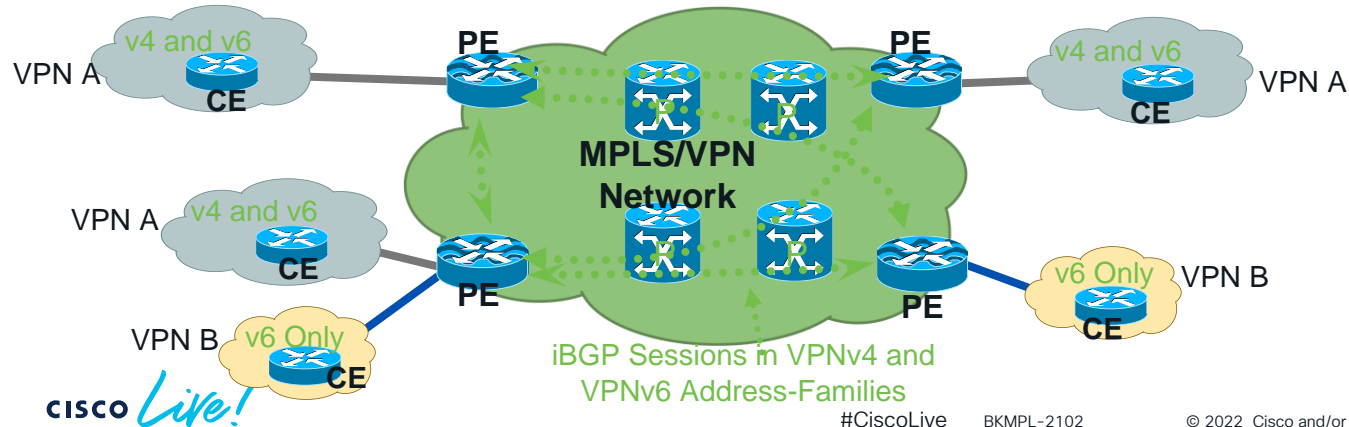 v4 and v6
PE
PE
v4 and v6
VPN A
CE
P
P
CE
VPN A
MPLS/VPN
Network
v4 and v6
VPN A
CE
P
P
PE
PE
v6 Only
VPN B
CE
VPN B
v6 Only
CE
iBGP Sessions in VPNv4 and
VPNv6 Address-Families
CISCO Live!
#CiscoLive BKMPL-2102 © 2022 Cisco and/or